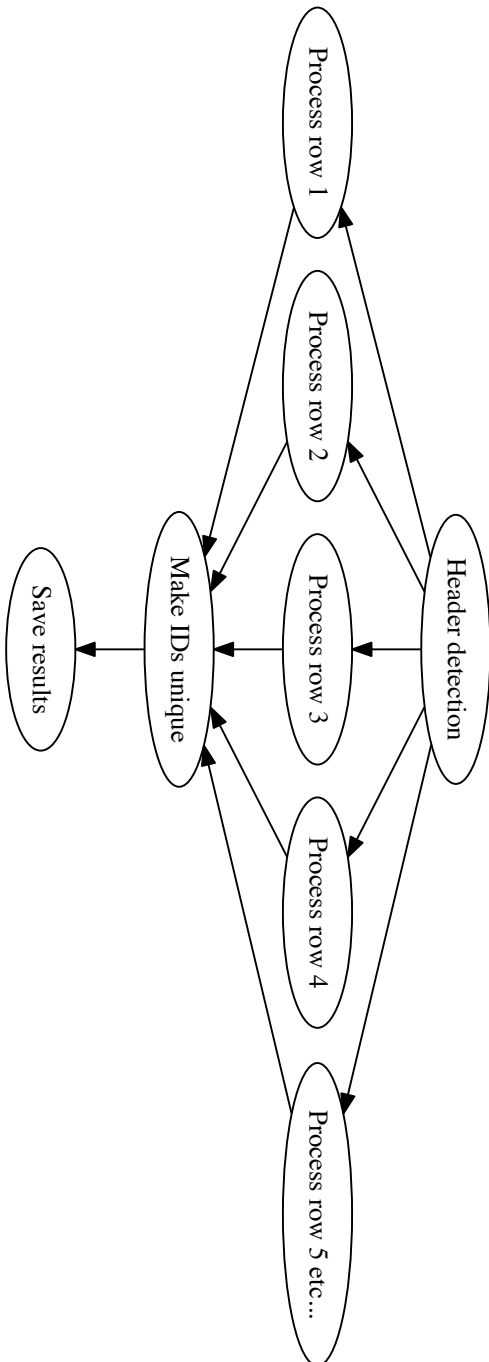 Header detection
Process row 1
Process row 2
Process row 3
Process row 4
Process row 5 etc...
Make IDs unique
Save results